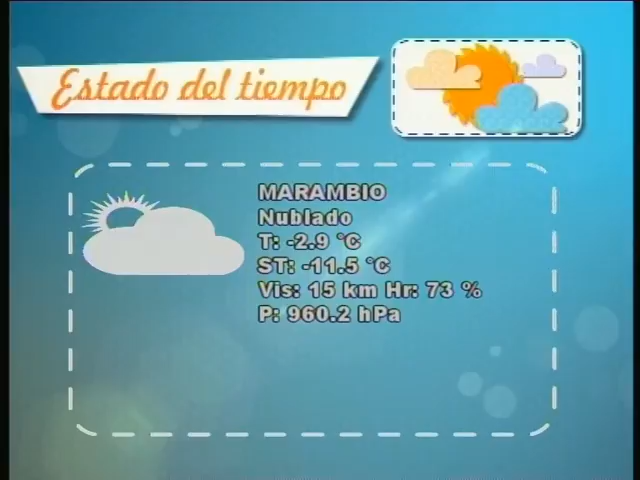 Estado del tiempo
MARAMBIO
Nublado
T: -2.9 °C
ST: -11.5 °C
Vis: 15 km Hr: 73 %
P: 960.2 hPa